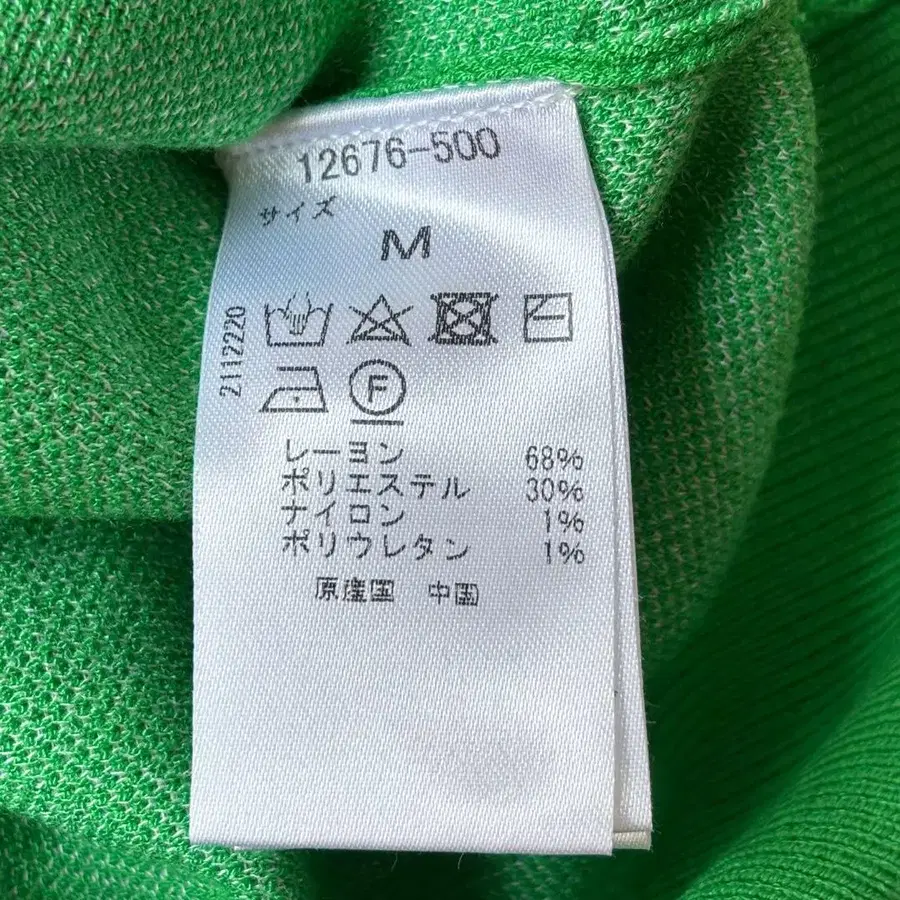 12676-500
サイズ
M
2112220
F
レーヨン 68%
ポリエステル 30%
ナイロン 1%
ポリウレタン 1%
原産国 中国